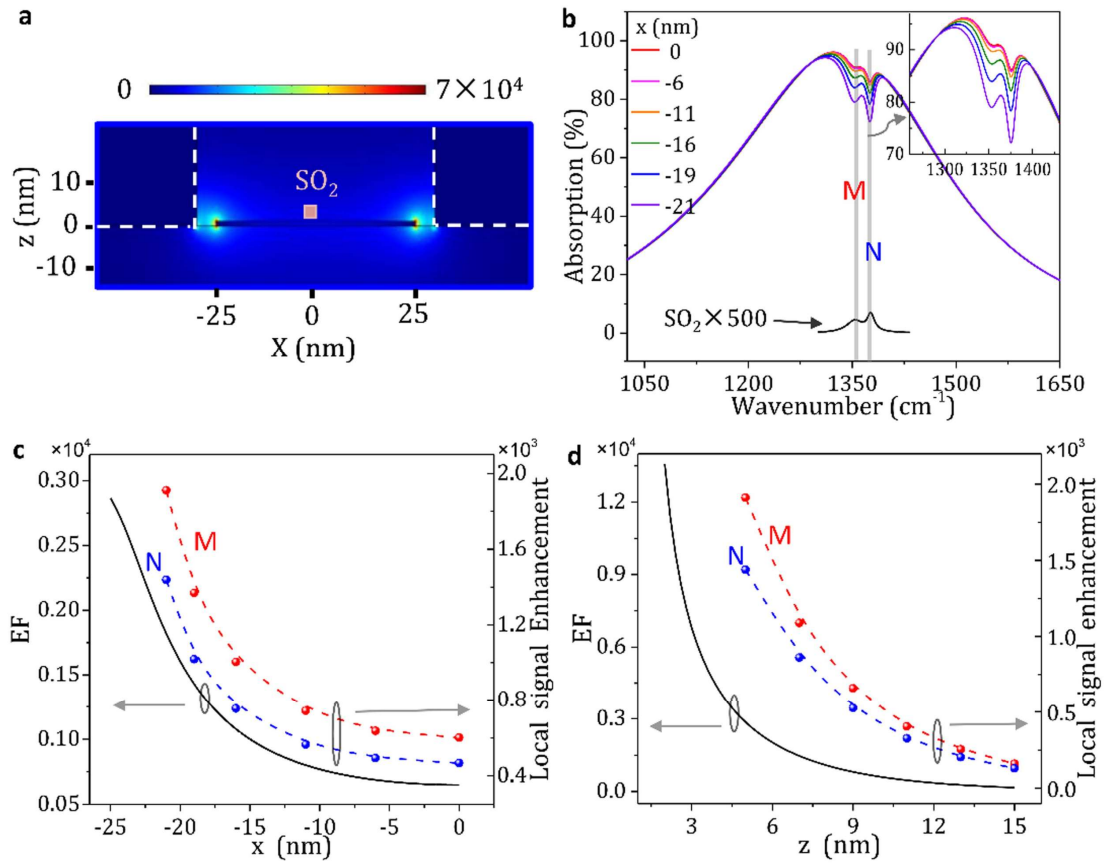 a
0
7×10⁴
SO₂
z (nm)
10
0
-10
-25
0
25
X (nm)
b
Absorption (%)
100
80
60
40
20
0
x (nm)
0
-6
-11
-16
-19
-21
M
N
SO₂×500
1050
1200
1350
1500
1650
Wavenumber (cm⁻¹)
90
80
70
1300
1350
1400
c
×10⁴
EF
0.30
0.25
0.20
0.15
0.10
0.05
N
M
-25
-20
-15
-10
-5
0
x (nm)
×10³
2.0
1.6
1.2
0.8
0.4
Local signal Enhancement
d
×10⁴
EF
1.2
0.9
0.6
0.3
0.0
N
M
3
6
9
12
15
z (nm)
×10³
2.0
1.5
1.0
0.5
0.0
Local signal enhancement